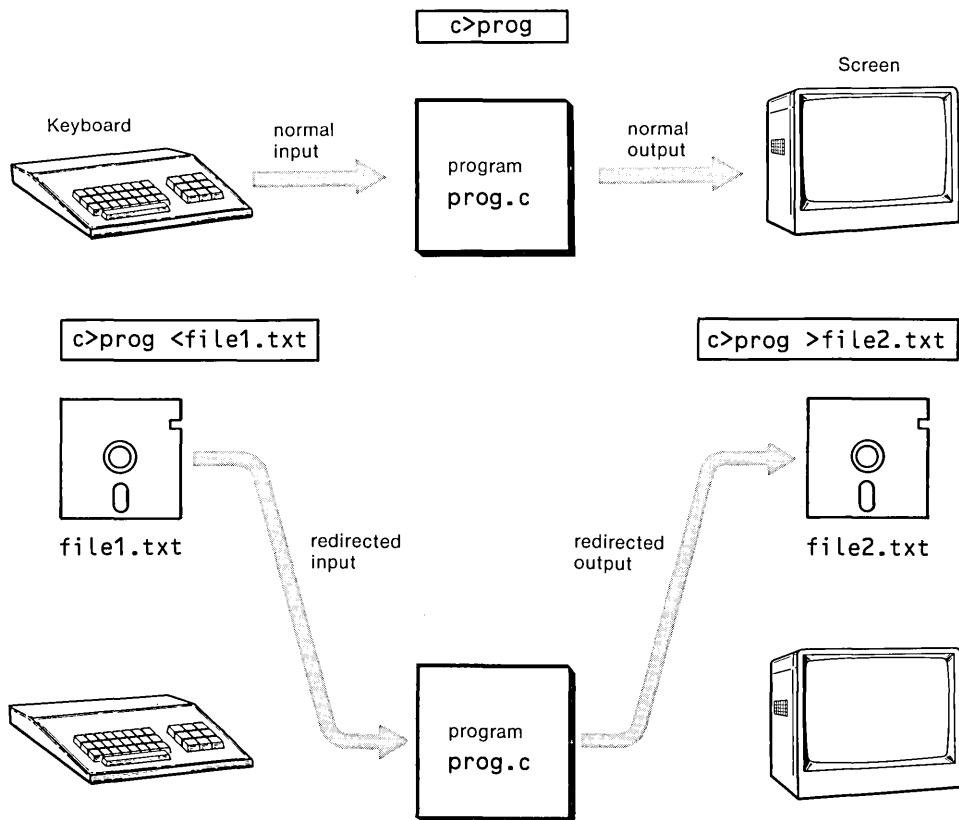 c>prog
Screen
Keyboard
normal
input
normal
output
program
prog.c
c>prog <file1.txt
c>prog >file2.txt
file1.txt
file2.txt
redirected
input
redirected
output
program
prog.c